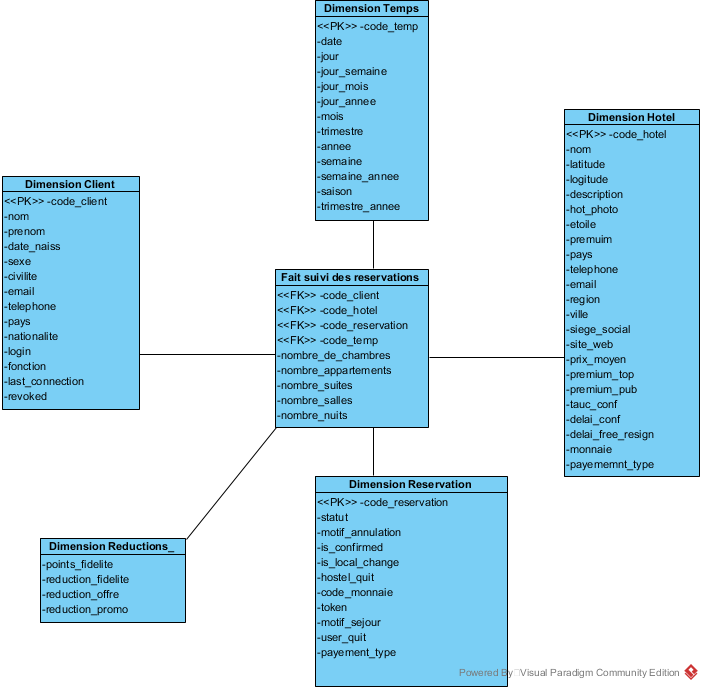 Dimension Temps
<<PK>> -code_temp
-date
-jour
-jour_semaine
-jour_mois
-jour_annee
-mois
-trimestre
-annee
-semaine
-semaine_annee
-saison
-trimestre_annee
Dimension Hotel
<<PK>> -code_hotel
-nom
-latitude
-logitude
-description
-hot_photo
-etoile
-premuim
-pays
-telephone
-email
-region
-ville
-siege_social
-site_web
-prix_moyen
-premium_top
-premium_pub
-tauc_conf
-delai_conf
-delai_free_resign
-monnaie
-payememnt_type
Dimension Client
<<PK>> -code_client
-nom
-prenom
-date_naiss
-sexe
-civilite
-email
-telephone
-pays
-nationalite
-login
-fonction
-last_connection
-revoked
Fait suivi des reservations
<<FK>> -code_client
<<FK>> -code_hotel
<<FK>> -code_reservation
<<FK>> -code_temp
-nombre_de_chambres
-nombre_appartements
-nombre_suites
-nombre_salles
-nombre_nuits
Dimension Reductions_
-points_fidelite
-reduction_fidelite
-reduction_offre
-reduction_promo
Dimension Reservation
<<PK>> -code_reservation
-statut
-motif_annulation
-is_confirmed
-is_local_change
-hostel_quit
-code_monnaie
-token
-motif_sejour
-user_quit
-payement_type
Powered By Visual Paradigm Community Edition